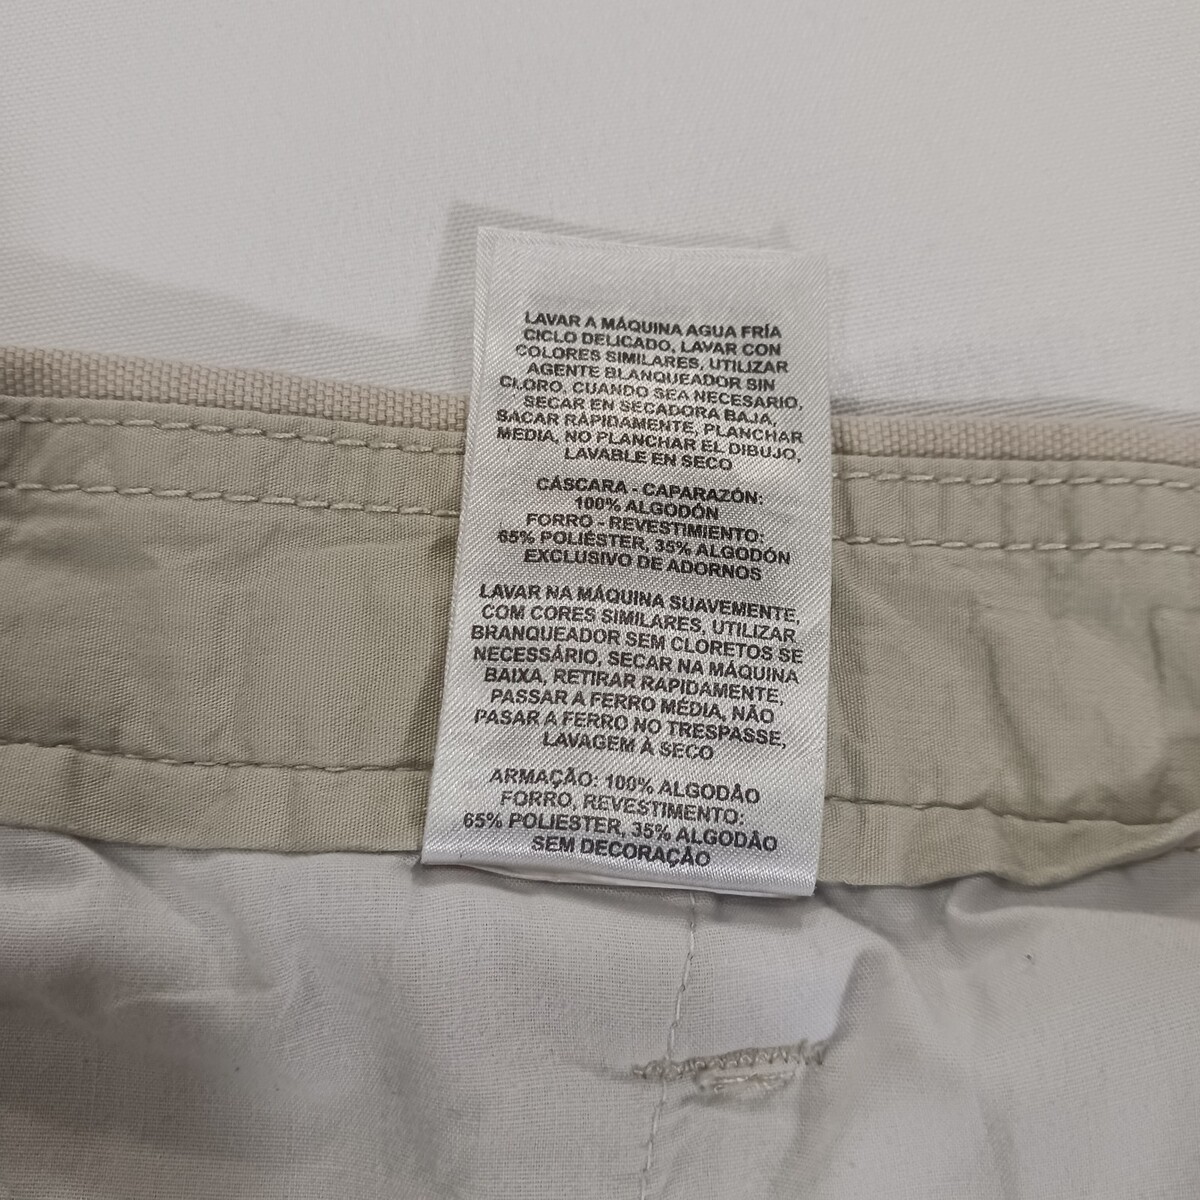 LAVAR A MÁQUINA AGUA FRÍA
CICLO DELICADO, LAVAR CON
COLORES SIMILARES, UTILIZAR
AGENTE BLANQUEADOR SIN
CLORO, CUANDO SEA NECESARIO,
SECAR EN SECADORA BAJA,
SACAR RÁPIDAMENTE, PLANCHAR
MEDIA, NO PLANCHAR EL DIBUJO,
LAVABLE EN SECO
CÁSCARA - CAPARAZÓN:
100% ALGODÓN
FORRO - REVESTIMIENTO:
65% POLIÉSTER, 35% ALGODÓN
EXCLUSIVO DE ADORNOS
LAVAR NA MÁQUINA SUAVEMENTE,
COM CORES SIMILARES, UTILIZAR
BRANQUEADOR SEM CLORETOS SE
NECESSÁRIO, SECAR NA MÁQUINA
BAIXA, RETIRAR RAPIDAMENTE,
PASSAR A FERRO MÉDIA, NÃO
PASAR A FERRO NO TRESPASSE,
LAVAGEM À SECO
ARMAÇÃO: 100% ALGODÃO
FORRO, REVESTIMENTO:
65% POLIESTER, 35% ALGODÃO
SEM DECORAÇÃO